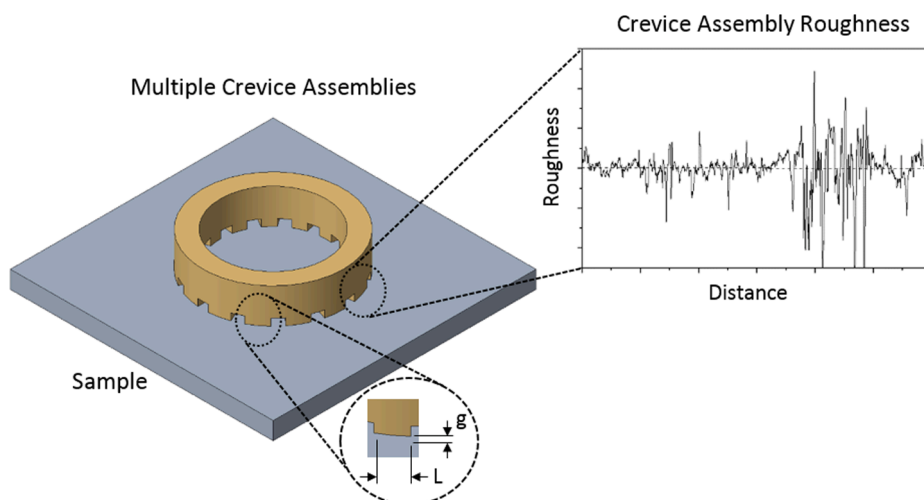 Crevice Assembly Roughness
Multiple Crevice Assemblies
Roughness
Distance
Sample
g
L